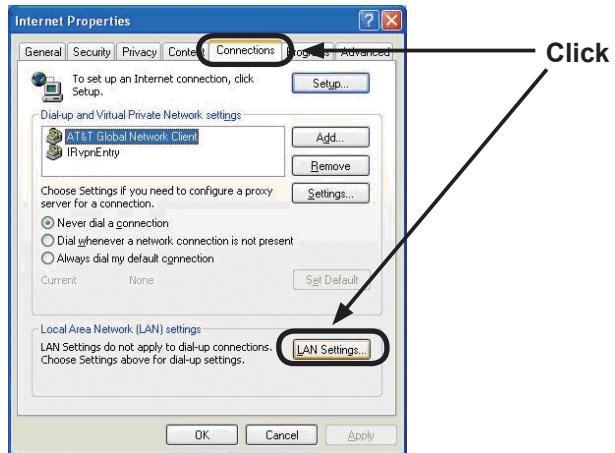 Internet Properties
General Security Privacy Content Connections Programs Advanced
Click
To set up an Internet connection, click
Setup.
Setup...
Dial-up and Virtual Private Network settings
AT&T Global Network Client
IRvpnEntry
Add...
Remove
Choose Settings if you need to configure a proxy
server for a connection.
Settings...
Never dial a connection
Dial whenever a network connection is not present
Always dial my default connection
Current None
Set Default
Local Area Network (LAN) settings
LAN Settings do not apply to dial-up connections.
Choose Settings above for dial-up settings.
LAN Settings...
OK Cancel Apply